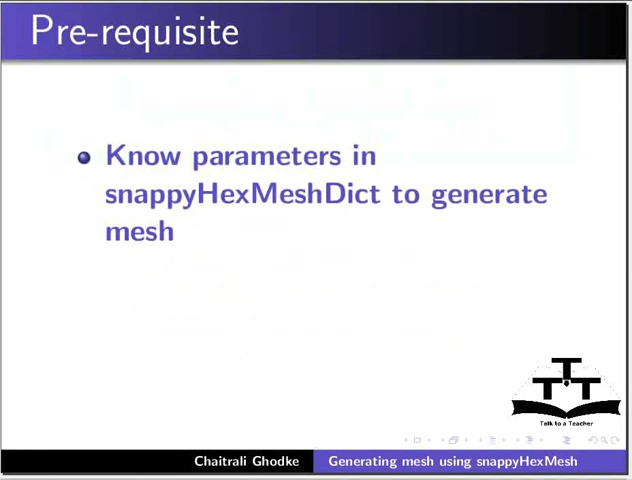 Pre-requisite
Know parameters in
snappyHexMeshDict to generate
mesh
T T T
Talk to a Teacher
Chaitrali Ghodke
Generating mesh using snappyHexMesh